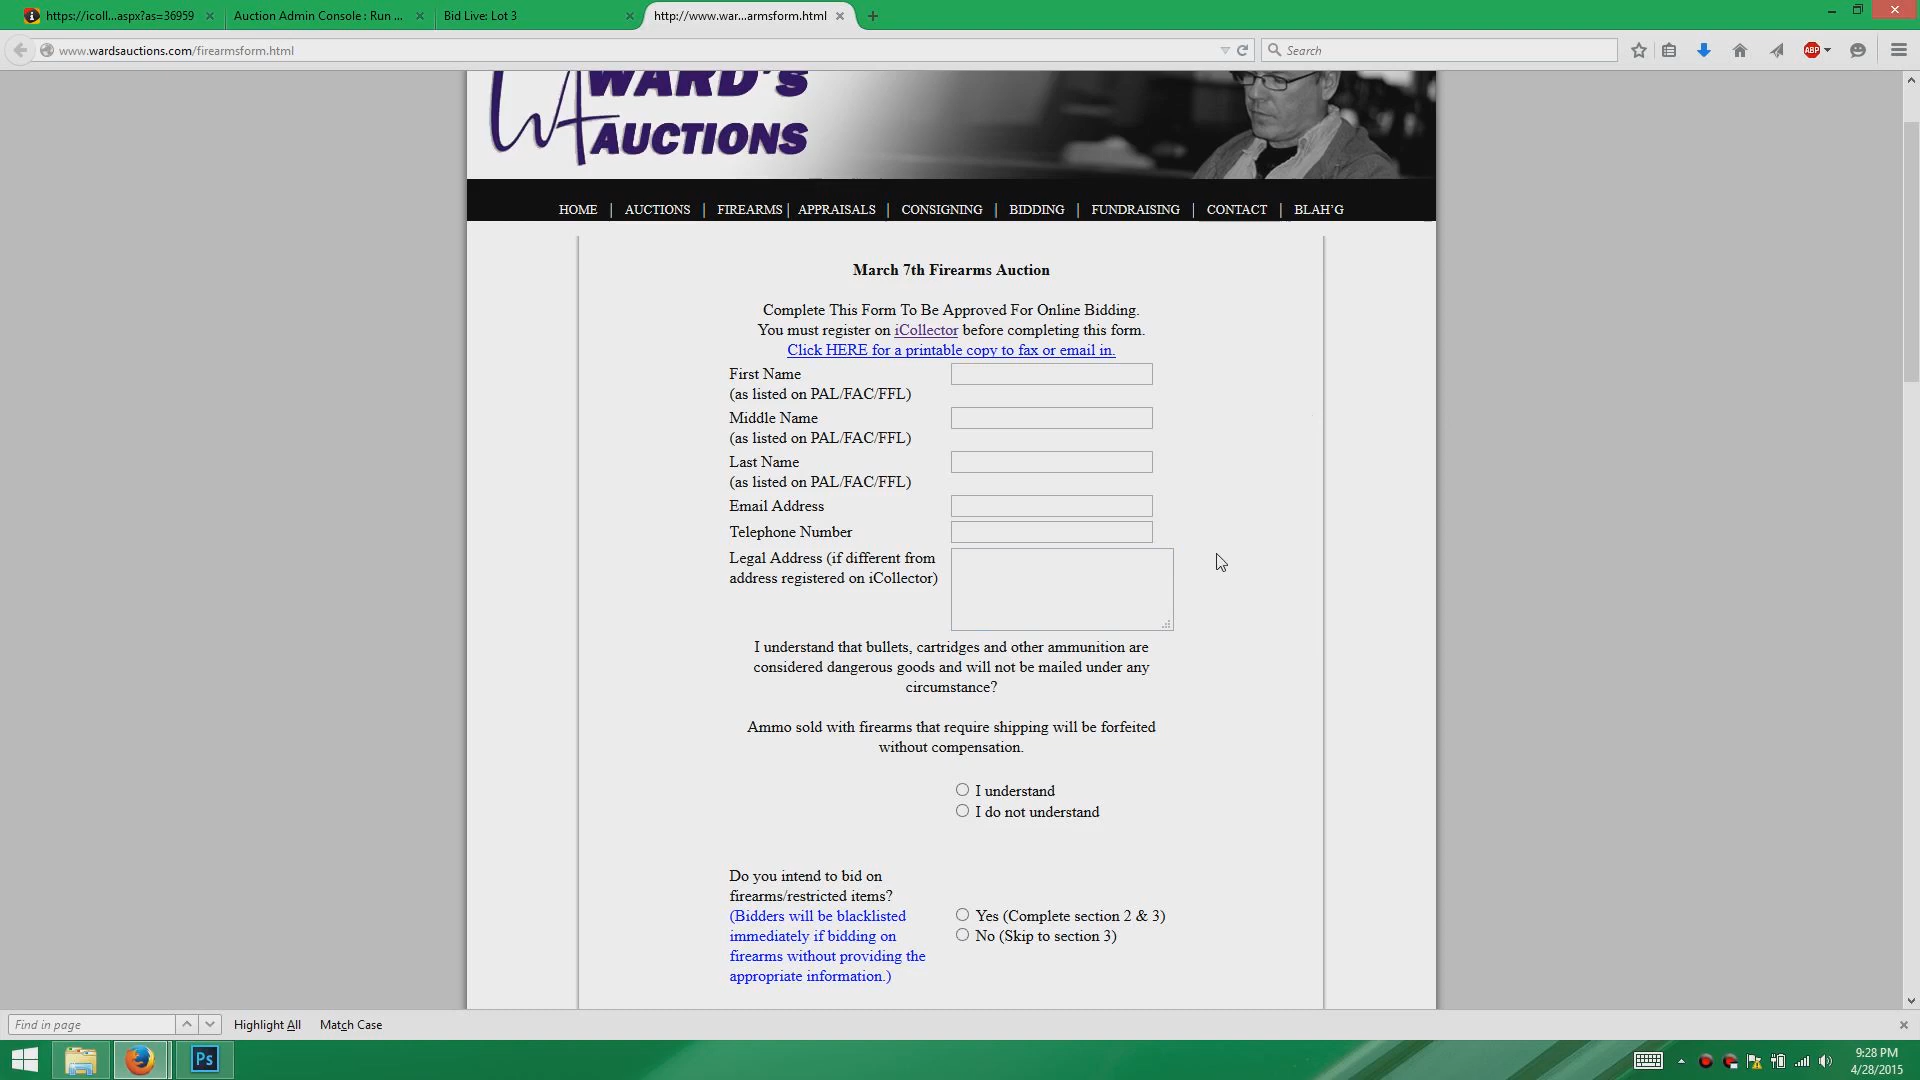 https://icoll...aspx?as=36959
Auction Admin Console : Run ...
Bid Live: Lot 3
http://www.war...armsform.html
www.wardsauctions.com/firearmsform.html
Search
ABP
WARD's
AUCTIONS
HOME | AUCTIONS | FIREARMS | APPRAISALS | CONSIGNING | BIDDING | FUNDRAISING | CONTACT | BLAH'G
March 7th Firearms Auction
Complete This Form To Be Approved For Online Bidding.
You must register on iCollector before completing this form.
Click HERE for a printable copy to fax or email in.
First Name
(as listed on PAL/FAC/FFL)
Middle Name
(as listed on PAL/FAC/FFL)
Last Name
(as listed on PAL/FAC/FFL)
Email Address
Telephone Number
Legal Address (if different from
address registered on iCollector)
I understand that bullets, cartridges and other ammunition are
considered dangerous goods and will not be mailed under any
circumstance?
Ammo sold with firearms that require shipping will be forfeited
without compensation.
I understand
I do not understand
Do you intend to bid on
firearms/restricted items?
(Bidders will be blacklisted
immediately if bidding on
firearms without providing the
appropriate information.)
Yes (Complete section 2 & 3)
No (Skip to section 3)
Find in page
Highlight All
Match Case
Ps
9:28 PM
4/28/2015